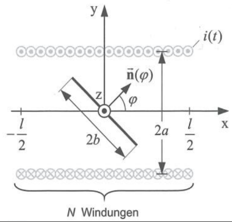 y
i(t)
n⃗(φ)
z
φ
x
-l/2
l/2
2b
2a
N Windungen